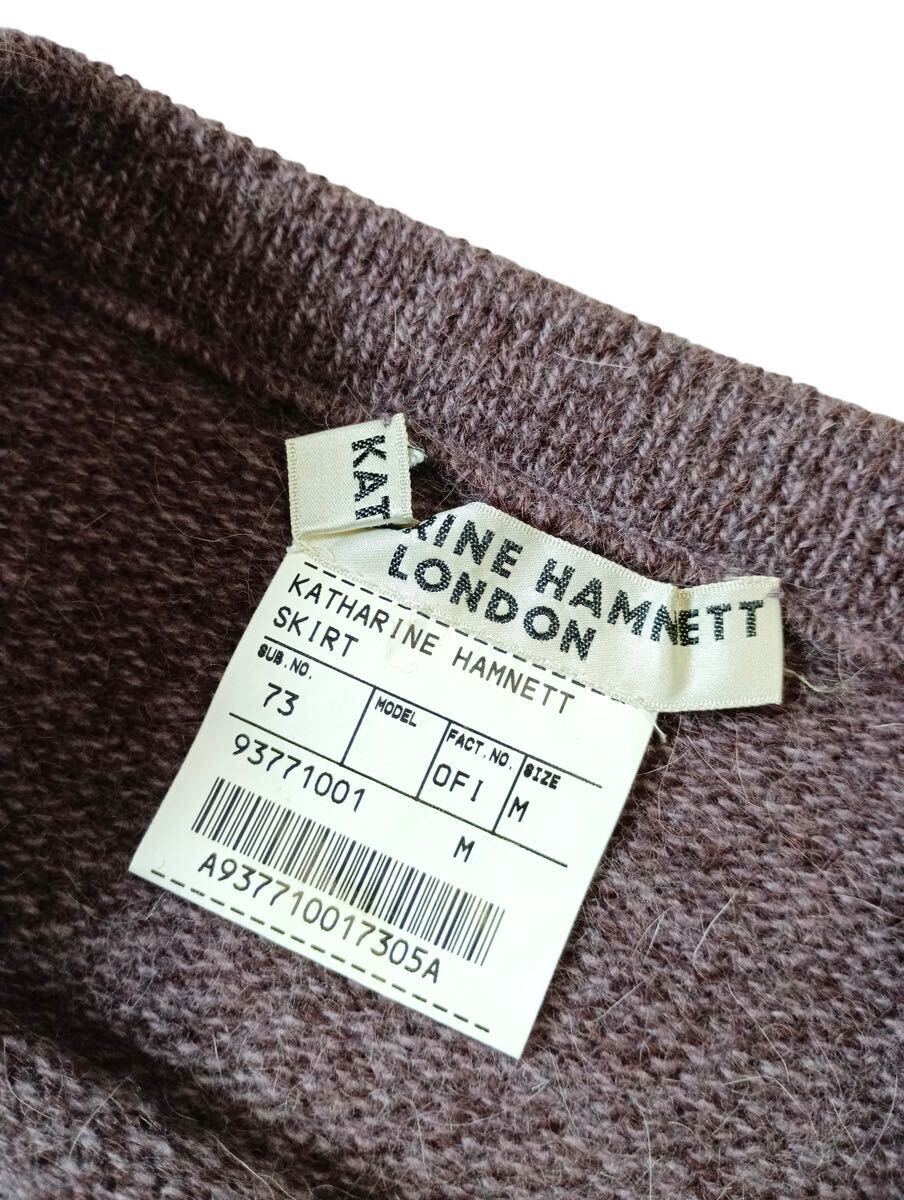 KAT
RINE HAMNETT
LONDON
KATHARINE HAMNETT
SKIRT
SUB.NO. MODEL FACT.NO. SIZE
73 OFI M
93771001 M
A937710017305A